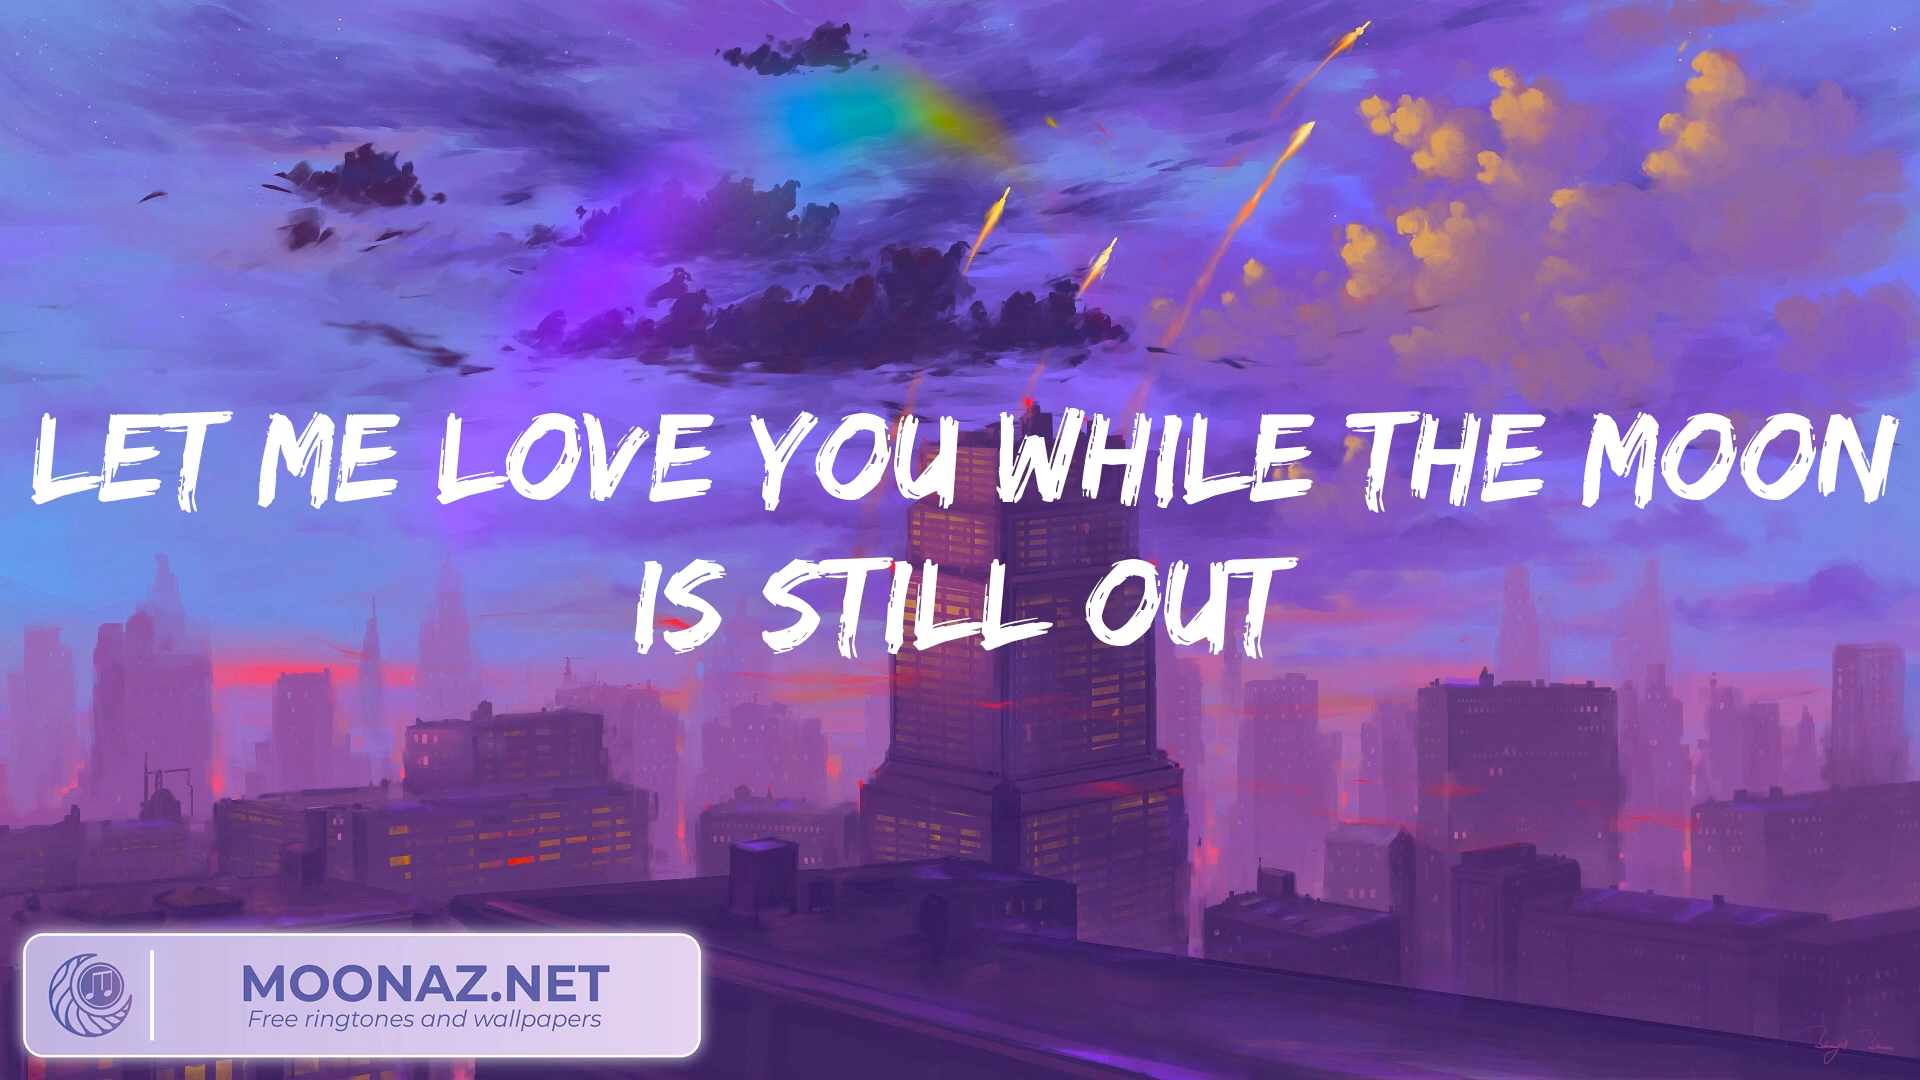 LET ME LOVE YOU WHILE THE MOON
IS STILL OUT
MOONAZ.NET
Free ringtones and wallpapers